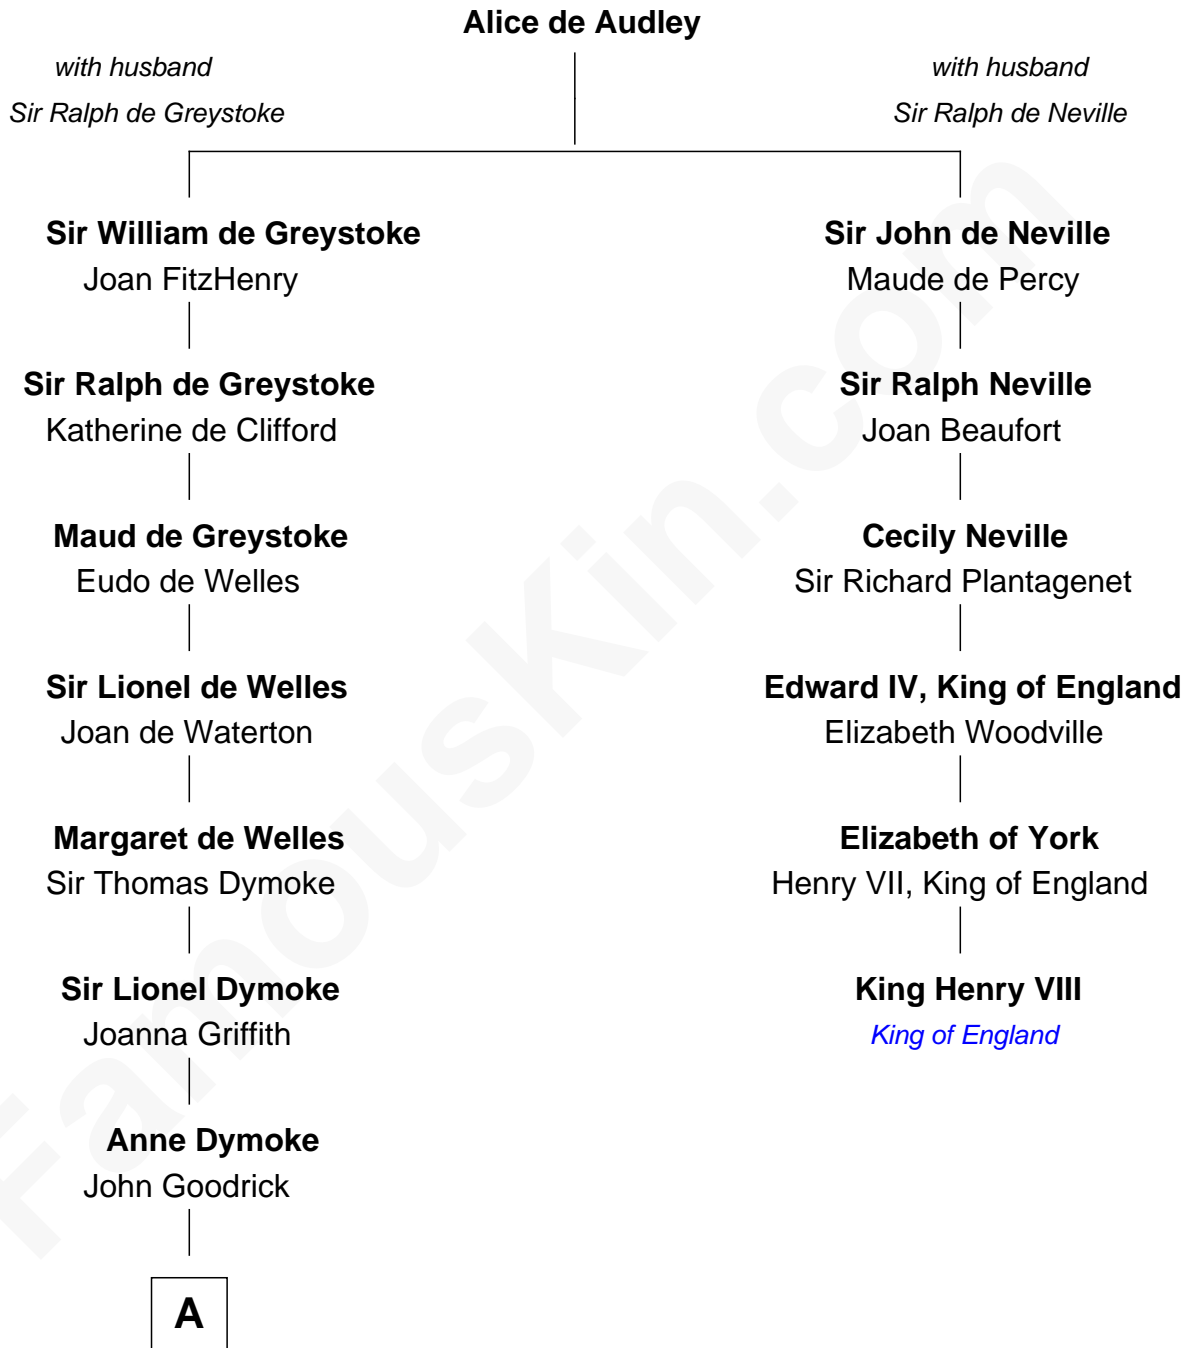 Alice de Audley
with husband
Sir Ralph de Greystoke
with husband
Sir Ralph de Neville
Sir William de Greystoke
Joan FitzHenry
Sir Ralph de Greystoke
Katherine de Clifford
Maud de Greystoke
Eudo de Welles
Sir Lionel de Welles
Joan de Waterton
Margaret de Welles
Sir Thomas Dymoke
Sir Lionel Dymoke
Joanna Griffith
Anne Dymoke
John Goodrick
A
Sir John de Neville
Maude de Percy
Sir Ralph Neville
Joan Beaufort
Cecily Neville
Sir Richard Plantagenet
Edward IV, King of England
Elizabeth Woodville
Elizabeth of York
Henry VII, King of England
King Henry VIII
King of England
FamousKin.com